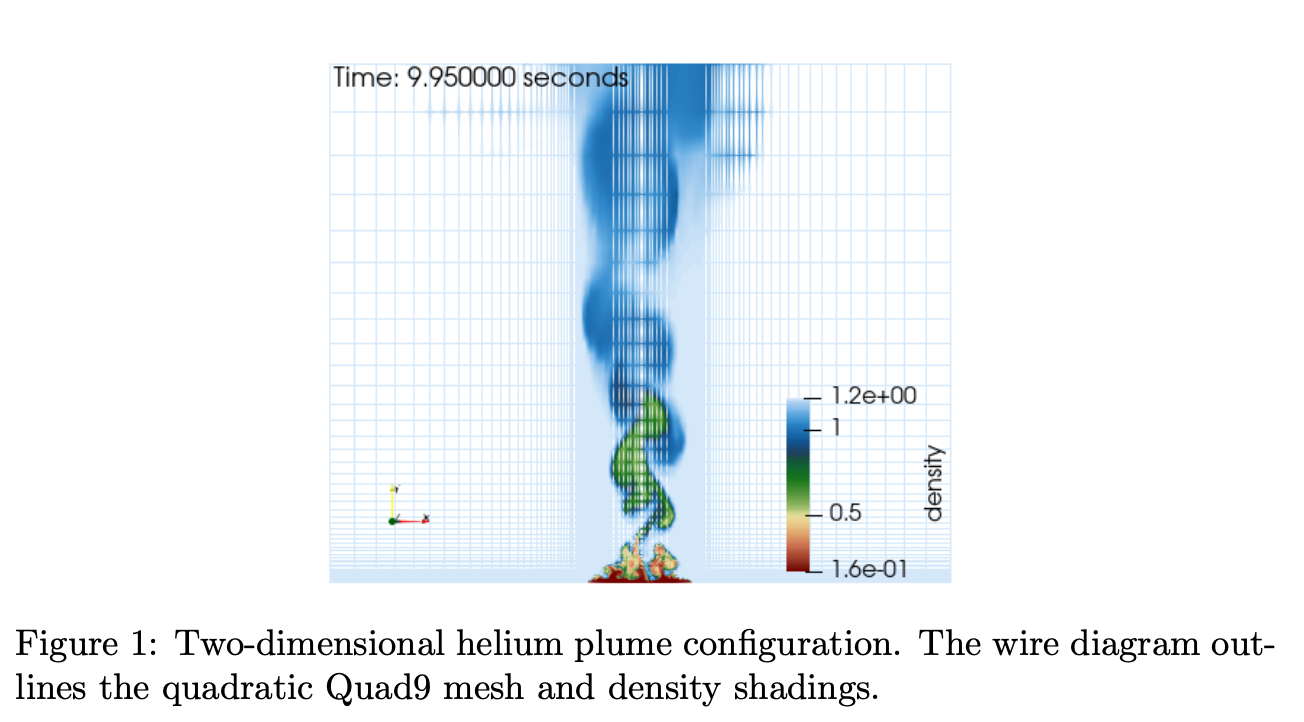 Time: 9.950000 seconds
1.2e+00
1
0.5
1.6e-01
density
Y
X
Figure 1: Two-dimensional helium plume configuration. The wire diagram out-
lines the quadratic Quad9 mesh and density shadings.